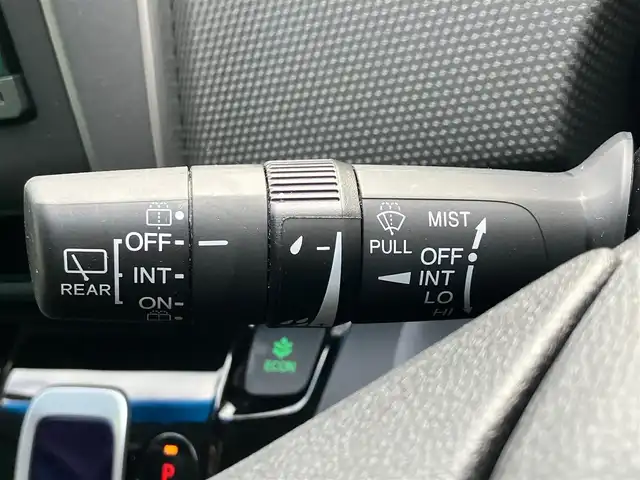 REAR
OFF
INT
ON
PULL
MIST
OFF
INT
LO
HI
ECON
P